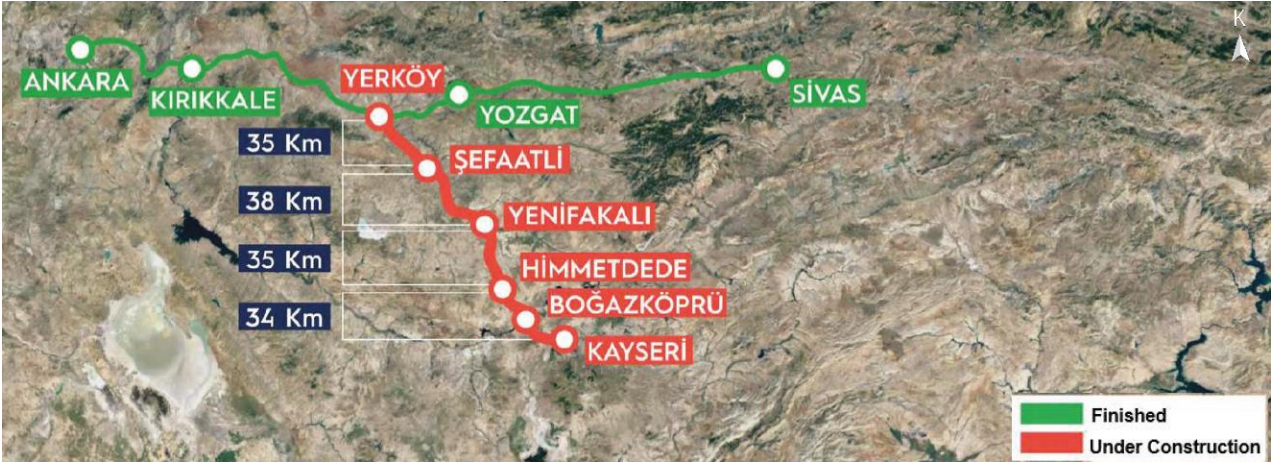 K
ANKARA
KIRIKKALE
YERKÖY
YOZGAT
SİVAS
35 Km
ŞEFAATLİ
38 Km
YENİFAKALI
35 Km
HİMMETDEDE
BOĞAZKÖPRÜ
34 Km
KAYSERİ
Finished
Under Construction